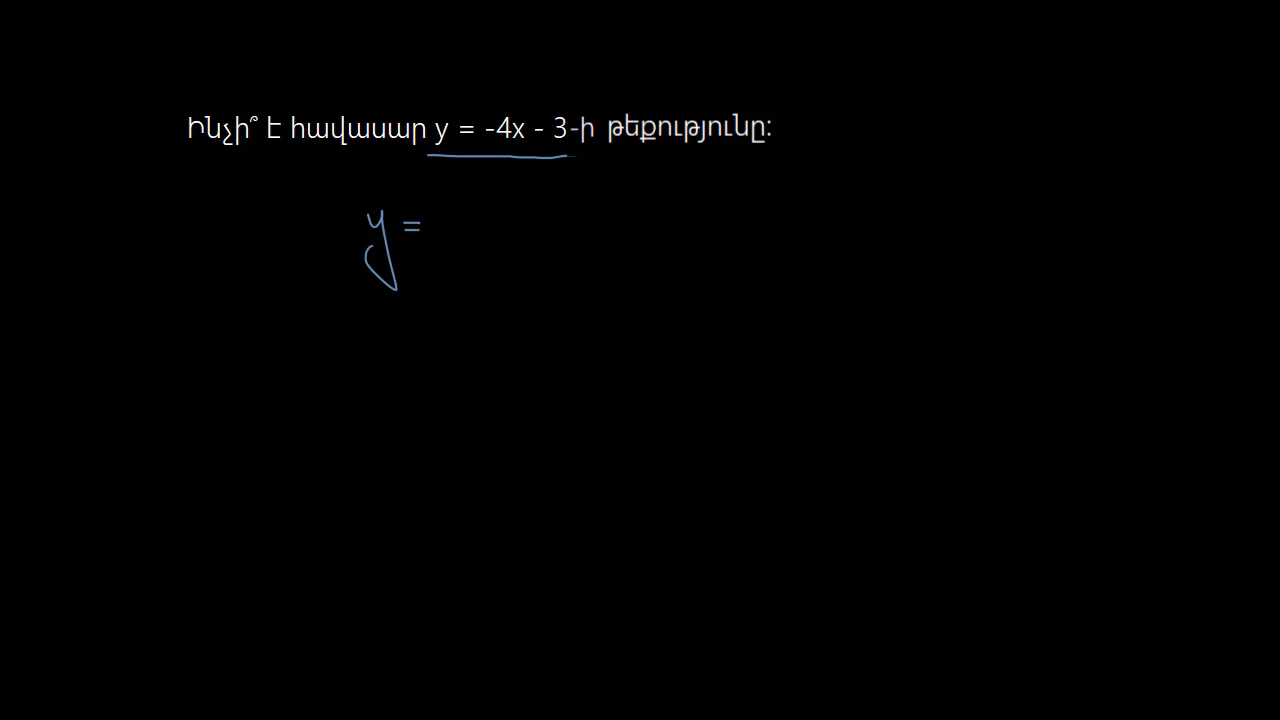 Ինչի՞ է հավասար y = -4x - 3-ի թեքությունը:
y =